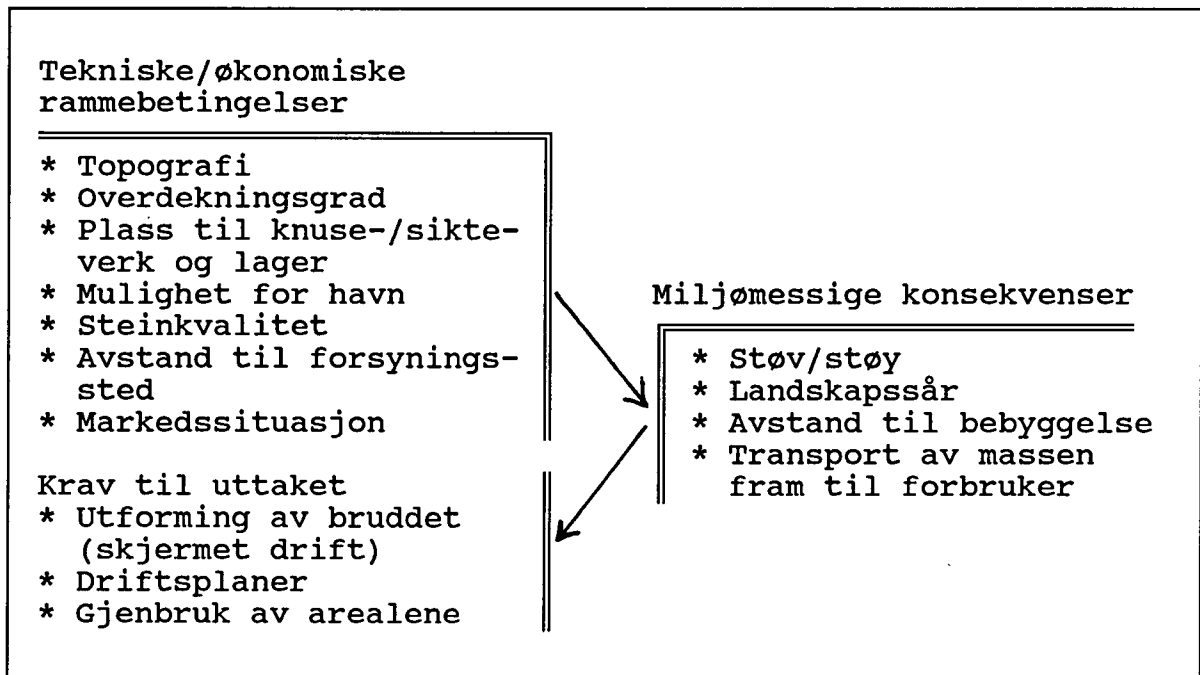 Tekniske/økonomiske
rammebetingelser
* Topografi
* Overdekningsgrad
* Plass til knuse-/sikte-
verk og lager
* Mulighet for havn
* Steinkvalitet
* Avstand til forsynings-
sted
* Markedssituasjon
Krav til uttaket
* Utforming av bruddet
(skjermet drift)
* Driftsplaner
* Gjenbruk av arealene
Miljømessige konsekvenser
* Støv/støy
* Landskapssår
* Avstand til bebyggelse
* Transport av massen
fram til forbruker